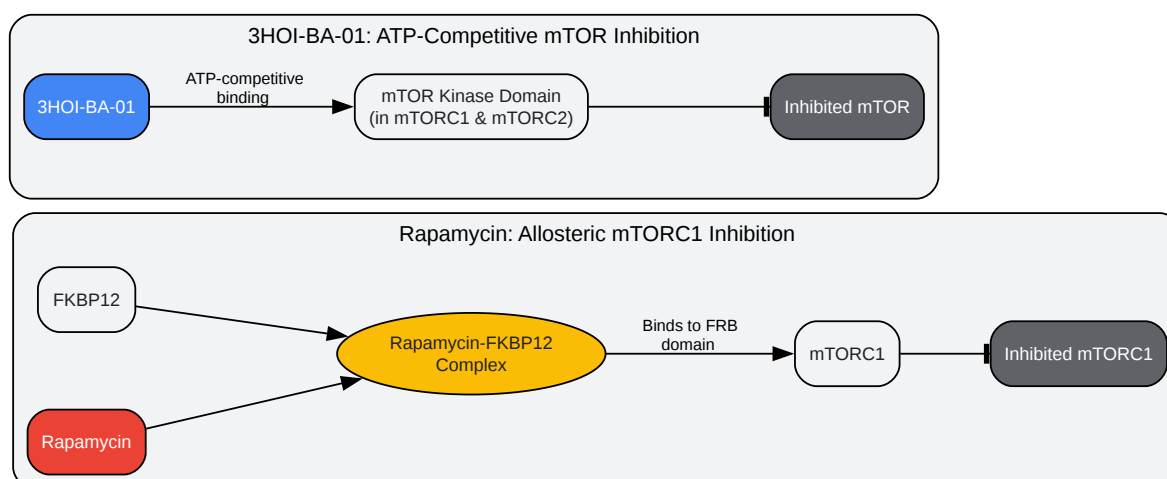 3HOI-BA-01: ATP-Competitive mTOR Inhibition
3HOI-BA-01
ATP-competitive
binding
mTOR Kinase Domain
(in mTORC1 & mTORC2)
Inhibited mTOR
Rapamycin: Allosteric mTORC1 Inhibition
FKBP12
Rapamycin
Rapamycin-FKBP12
Complex
Binds to FRB
domain
mTORC1
Inhibited mTORC1